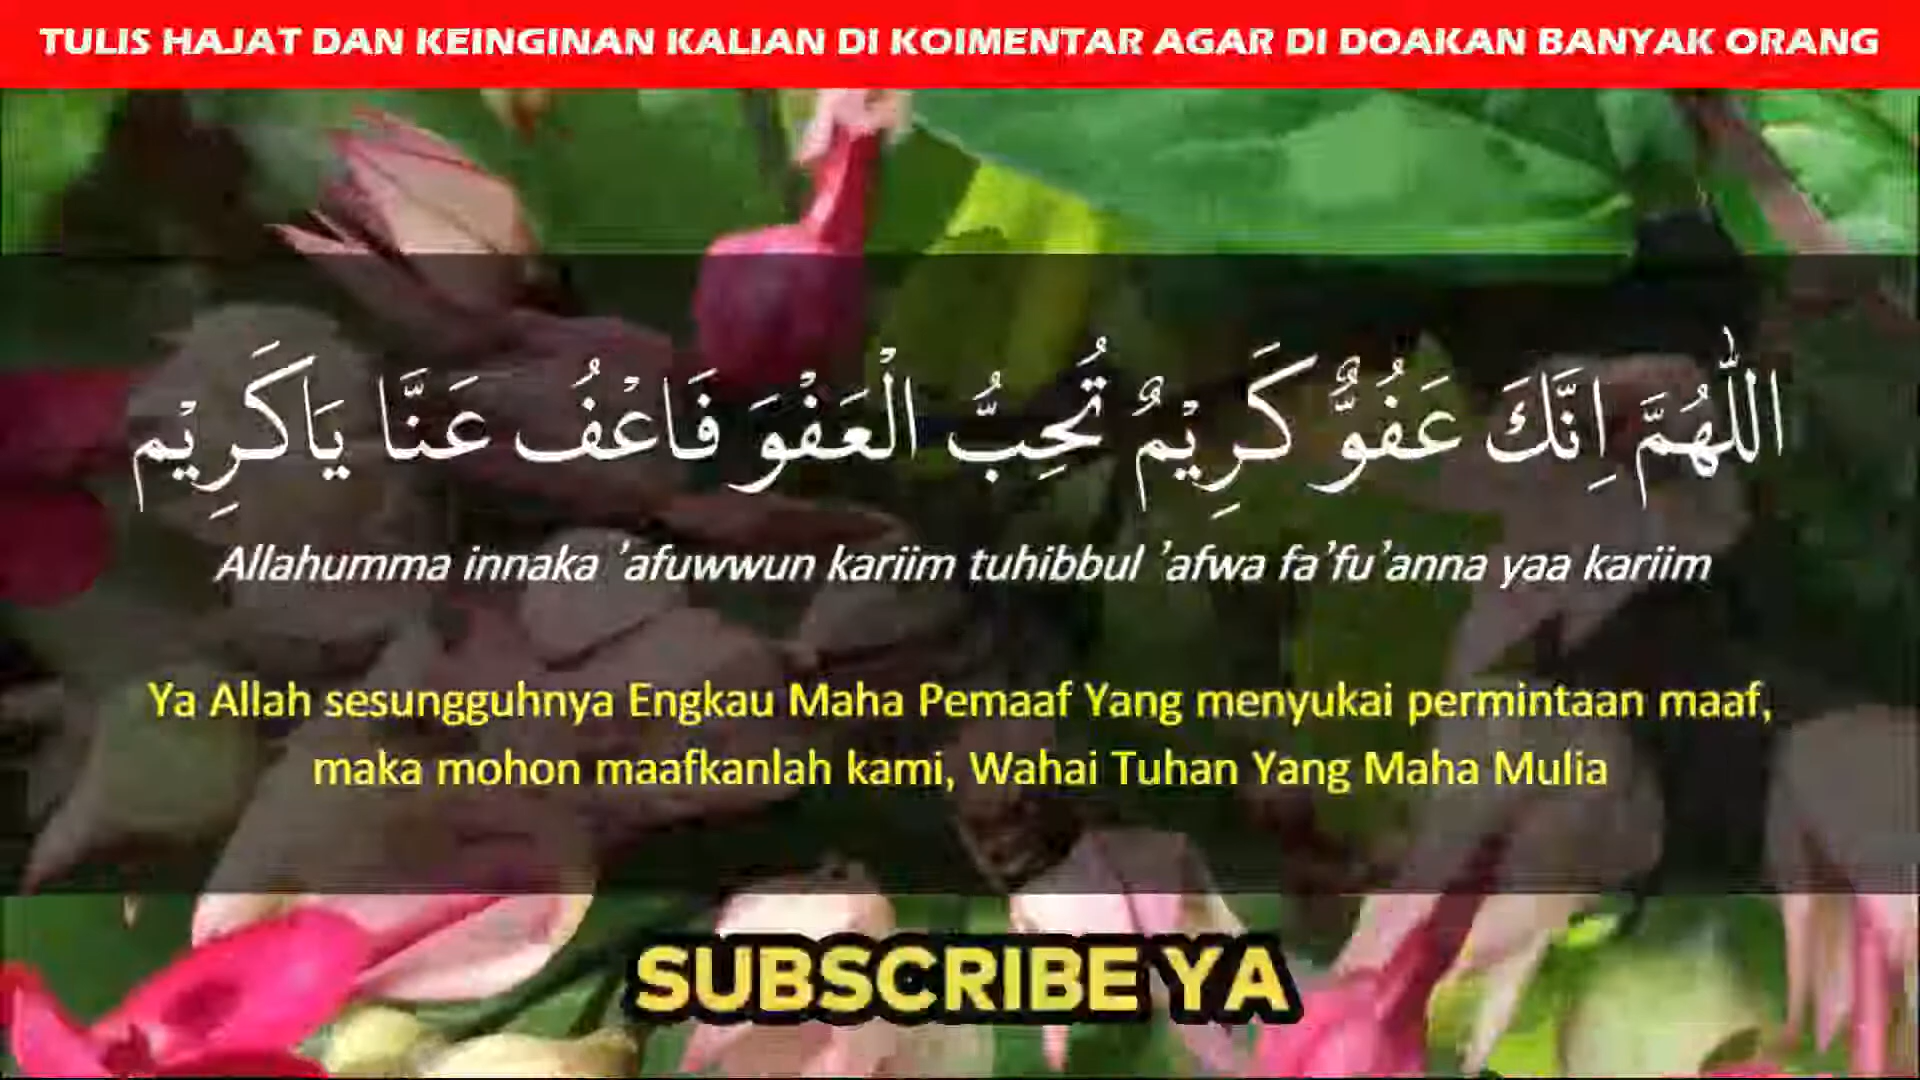 TULIS HAJAT DAN KEINGINAN KALIAN DI KOIMENTAR AGAR DI DOAKAN BANYAK ORANG
اللّٰهُمَّ اِنَّكَ عَفُوٌّ كَرِيْمٌ تُحِبُّ الْعَفْوَ فَاعْفُ عَنَّا يَاكَرِيْم
Allahumma innaka 'afuwwun kariim tuhibbul 'afwa fa'fu'anna yaa kariim
Ya Allah sesungguhnya Engkau Maha Pemaaf Yang menyukai permintaan maaf,
maka mohon maafkanlah kami, Wahai Tuhan Yang Maha Mulia
SUBSCRIBE YA